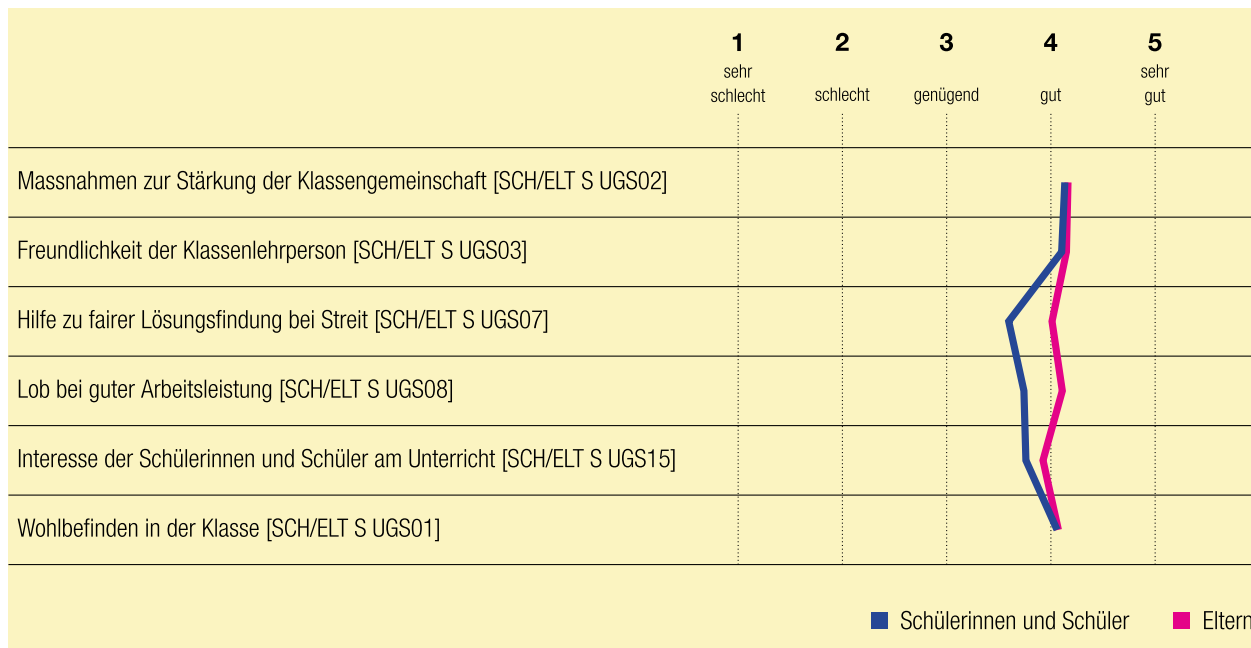 1 2 3 4 5
sehr sehr
schlecht schlecht genügend gut gut
Massnahmen zur Stärkung der Klassengemeinschaft [SCH/ELT S UGS02]
Freundlichkeit der Klassenlehrperson [SCH/ELT S UGS03]
Hilfe zu fairer Lösungsfindung bei Streit [SCH/ELT S UGS07]
Lob bei guter Arbeitsleistung [SCH/ELT S UGS08]
Interesse der Schülerinnen und Schüler am Unterricht [SCH/ELT S UGS15]
Wohlbefinden in der Klasse [SCH/ELT S UGS01]
Schülerinnen und Schüler Eltern